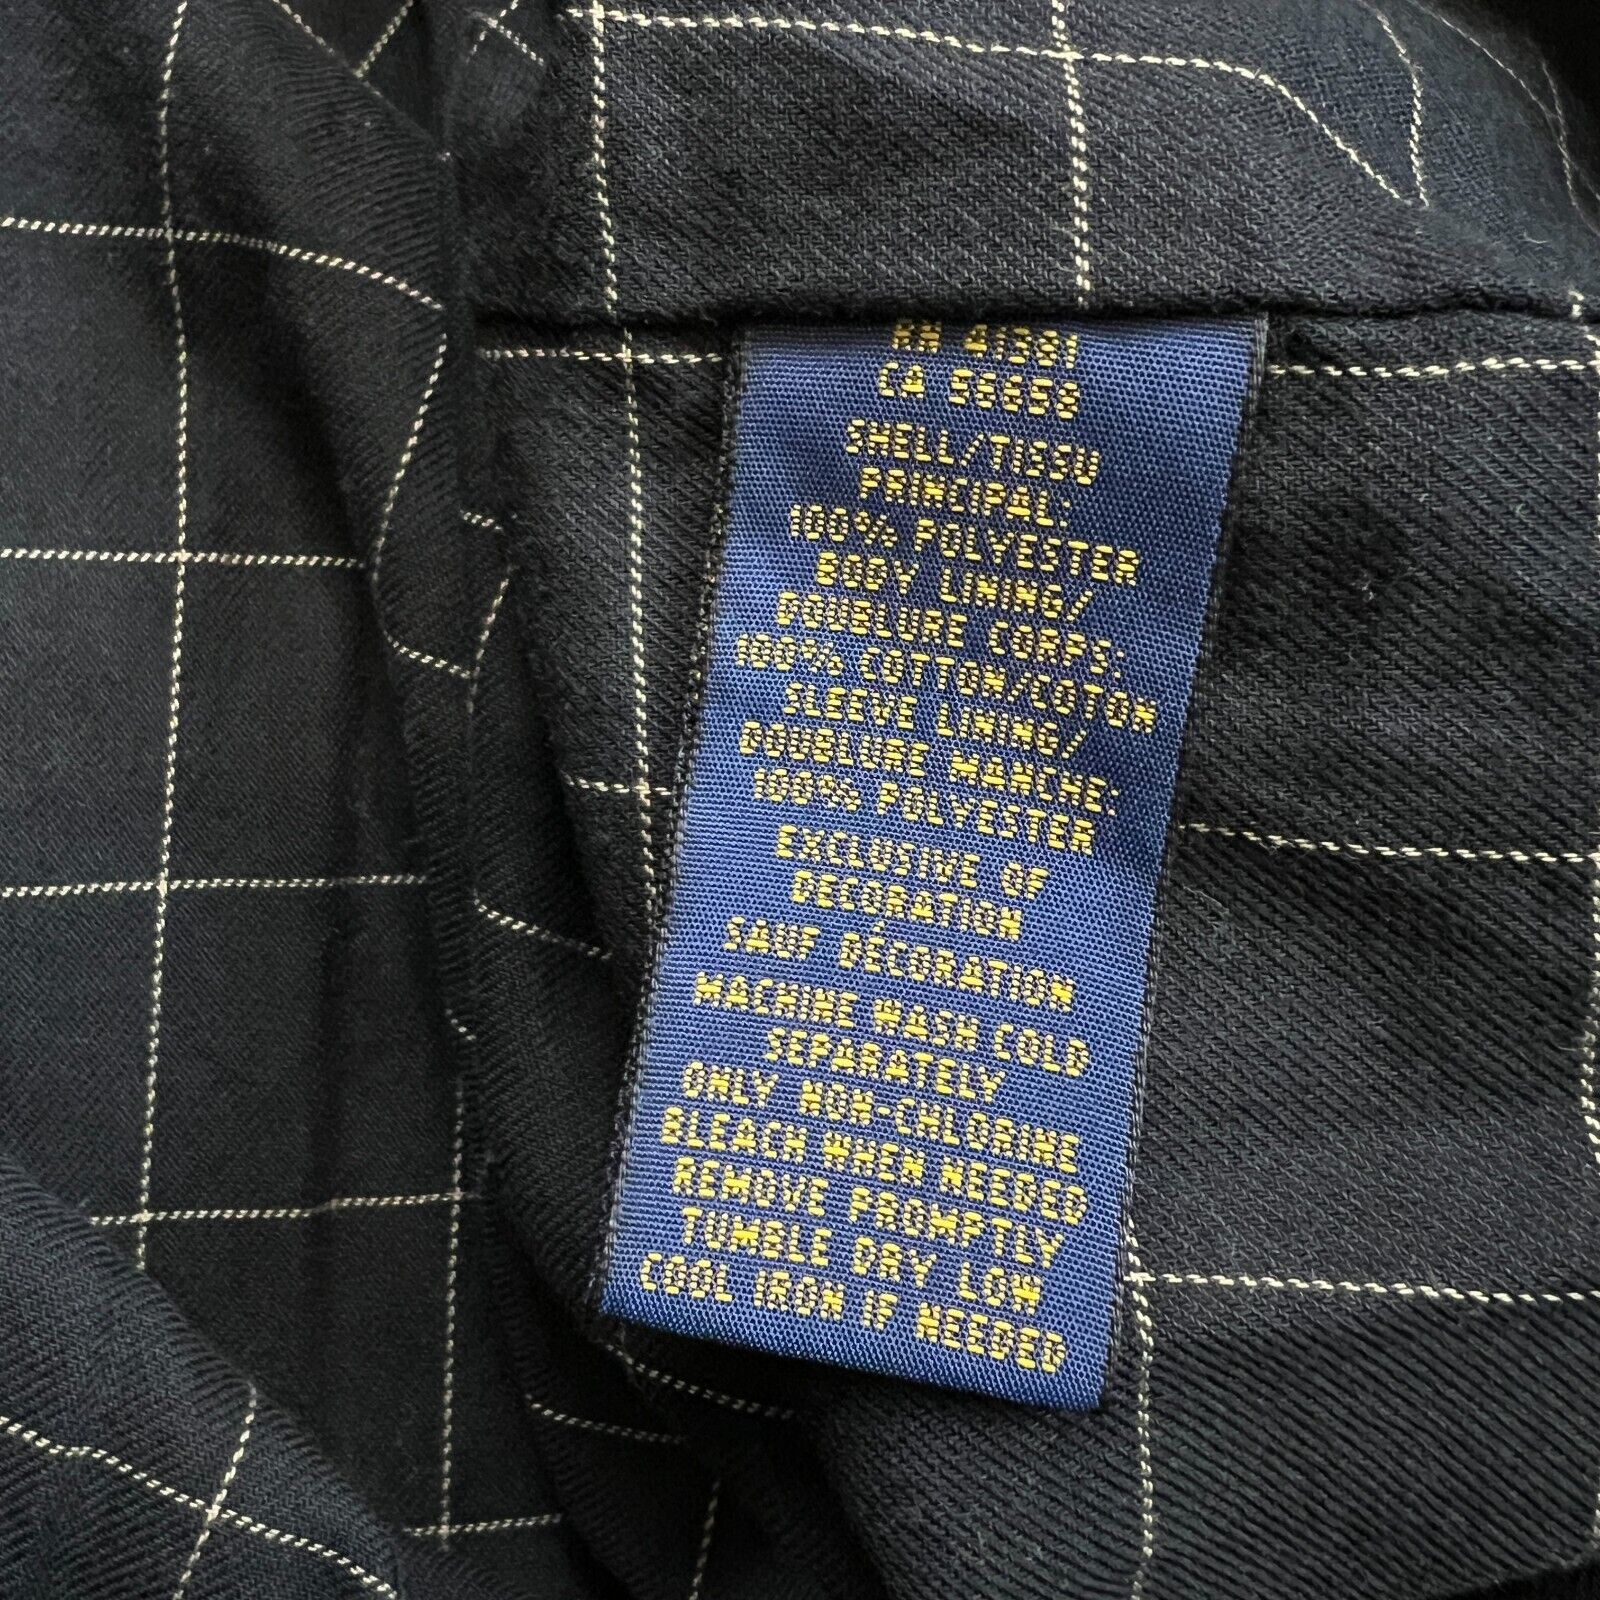 RN 41381
CA 56658
SHELL/TISSU
PRINCIPAL:
100% POLYESTER
BODY LINING/
DOUBLURE CORPS:
100% COTTON/COTON
SLEEVE LINING/
DOUBLURE MANCHE:
100% POLYESTER
EXCLUSIVE OF
DECORATION
SAUF DÉCORATION
MACHINE WASH COLD
SEPARATELY
ONLY NON-CHLORINE
BLEACH WHEN NEEDED
REMOVE PROMPTLY
TUMBLE DRY LOW
COOL IRON IF NEEDED